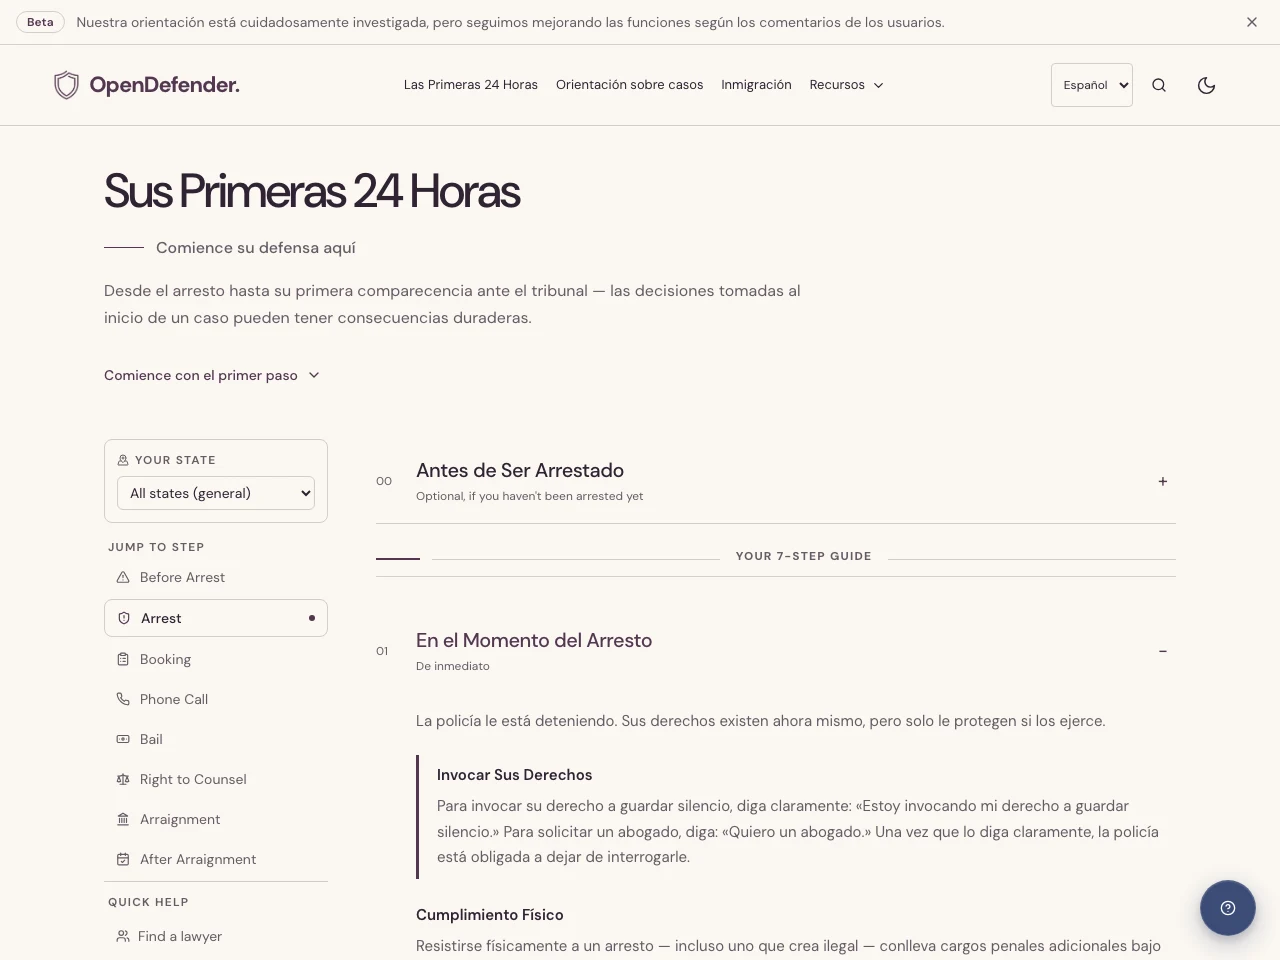 Beta
Nuestra orientación está cuidadosamente investigada, pero seguimos mejorando las funciones según los comentarios de los usuarios.
OpenDefender.
Las Primeras 24 Horas
Orientación sobre casos
Inmigración
Recursos
Español
Sus Primeras 24 Horas
Comience su defensa aquí
Desde el arresto hasta su primera comparecencia ante el tribunal — las decisiones tomadas al
inicio de un caso pueden tener consecuencias duraderas.
Comience con el primer paso
YOUR STATE
All states (general)
JUMP TO STEP
Before Arrest
Arrest
Booking
Phone Call
Bail
Right to Counsel
Arraignment
After Arraignment
QUICK HELP
Find a lawyer
00
Antes de Ser Arrestado
Optional, if you haven't been arrested yet
YOUR 7-STEP GUIDE
01
En el Momento del Arresto
De inmediato
La policía le está deteniendo. Sus derechos existen ahora mismo, pero solo le protegen si los ejerce.
Invocar Sus Derechos
Para invocar su derecho a guardar silencio, diga claramente: «Estoy invocando mi derecho a guardar
silencio.» Para solicitar un abogado, diga: «Quiero un abogado.» Una vez que lo diga claramente, la policía
está obligada a dejar de interrogarle.
Cumplimiento Físico
Resistirse físicamente a un arresto — incluso uno que crea ilegal — conlleva cargos penales adicionales bajo